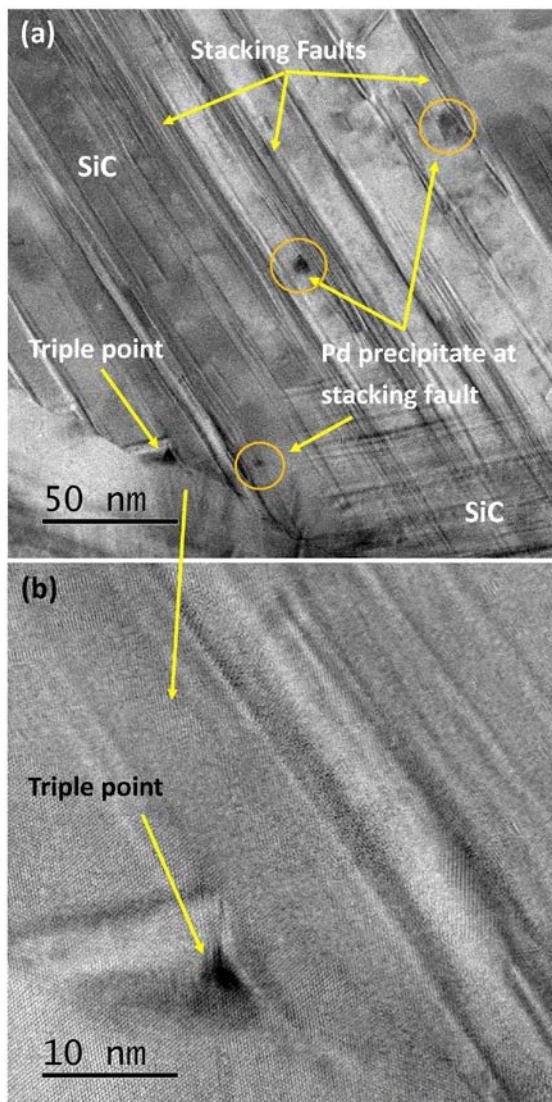 (a)
Stacking Faults
SiC
Triple point
Pd precipitate at
stacking fault
50 nm
SiC
(b)
Triple point
10 nm